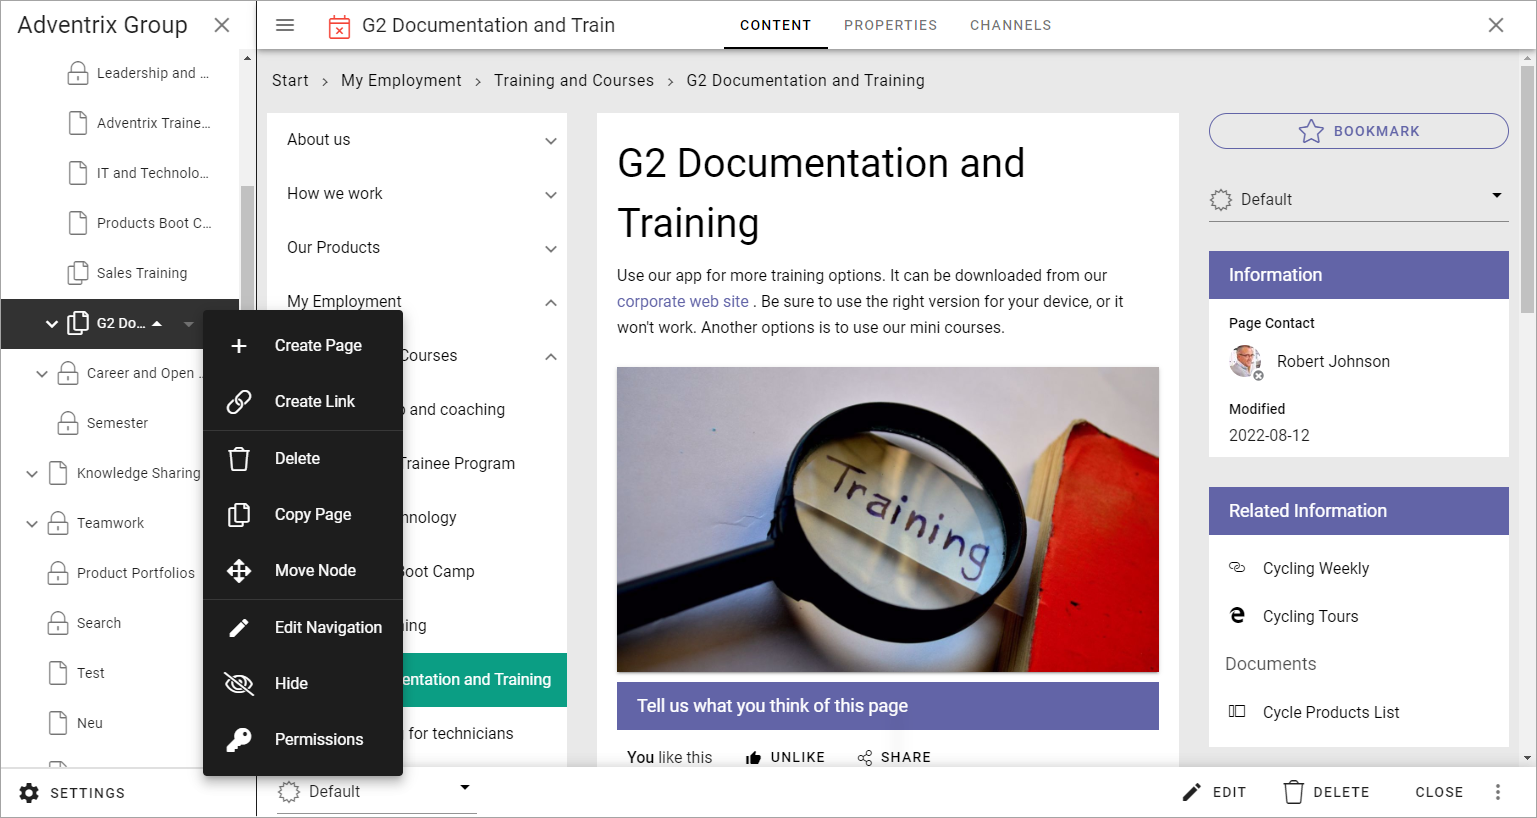 Adventrix Group
Leadership and ...
Adventrix Traine...
IT and Technolo...
Products Boot C...
Sales Training
G2 Do...
Career and Open ...
Semester
Knowledge Sharing
Teamwork
Product Portfolios
Search
Test
Neu
SETTINGS
Create Page
Create Link
Delete
Copy Page
Move Node
Edit Navigation
Hide
Permissions
G2 Documentation and Train
CONTENT
PROPERTIES
CHANNELS
Start > My Employment > Training and Courses > G2 Documentation and Training
About us
How we work
Our Products
My Employment
Courses
and coaching
Trainee Program
Boot Camp
entation and Training
for technicians
Default
G2 Documentation and
Training
Use our app for more training options. It can be downloaded from our
corporate web site . Be sure to use the right version for your device, or it
won't work. Another options is to use our mini courses.
Training
Tell us what you think of this page
You like this
UNLIKE
SHARE
BOOKMARK
Default
Information
Page Contact
Robert Johnson
Modified
2022-08-12
Related Information
Cycling Weekly
Cycling Tours
Documents
Cycle Products List
EDIT
DELETE
CLOSE